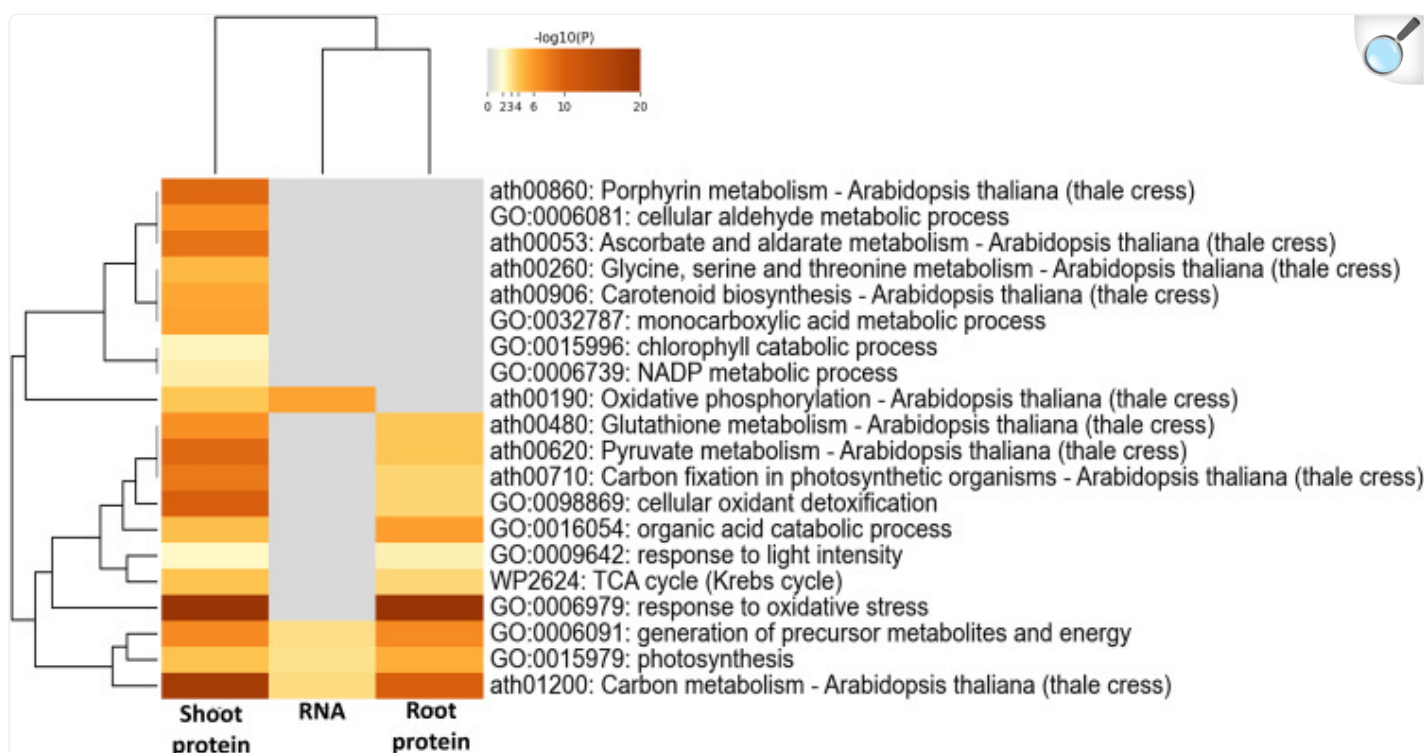 -log10(P)
0 2 3 4 6 10 20
ath00860: Porphyrin metabolism - Arabidopsis thaliana (thale cress)
GO:0006081: cellular aldehyde metabolic process
ath00053: Ascorbate and aldarate metabolism - Arabidopsis thaliana (thale cress)
ath00260: Glycine, serine and threonine metabolism - Arabidopsis thaliana (thale cress)
ath00906: Carotenoid biosynthesis - Arabidopsis thaliana (thale cress)
GO:0032787: monocarboxylic acid metabolic process
GO:0015996: chlorophyll catabolic process
GO:0006739: NADP metabolic process
ath00190: Oxidative phosphorylation - Arabidopsis thaliana (thale cress)
ath00480: Glutathione metabolism - Arabidopsis thaliana (thale cress)
ath00620: Pyruvate metabolism - Arabidopsis thaliana (thale cress)
ath00710: Carbon fixation in photosynthetic organisms - Arabidopsis thaliana (thale cress)
GO:0098869: cellular oxidant detoxification
GO:0016054: organic acid catabolic process
GO:0009642: response to light intensity
WP2624: TCA cycle (Krebs cycle)
GO:0006979: response to oxidative stress
GO:0006091: generation of precursor metabolites and energy
GO:0015979: photosynthesis
ath01200: Carbon metabolism - Arabidopsis thaliana (thale cress)
Shoot RNA Root
protein protein